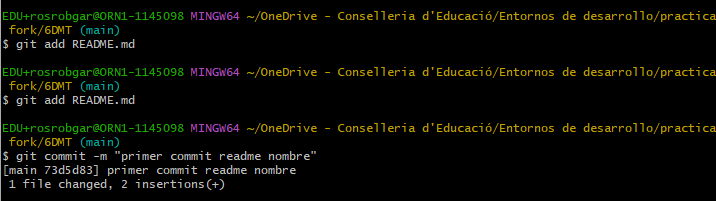 EDU+rosrobgar@ORN1-1145098 MINGW64 ~/OneDrive - Conselleria d'Educació/Entornos de desarrollo/practica
 fork/6DMT (main)
$ git add README.md
EDU+rosrobgar@ORN1-1145098 MINGW64 ~/OneDrive - Conselleria d'Educació/Entornos de desarrollo/practica
 fork/6DMT (main)
$ git add README.md
EDU+rosrobgar@ORN1-1145098 MINGW64 ~/OneDrive - Conselleria d'Educació/Entornos de desarrollo/practica
 fork/6DMT (main)
$ git commit -m "primer commit readme nombre"
[main 73d5d83] primer commit readme nombre
 1 file changed, 2 insertions(+)